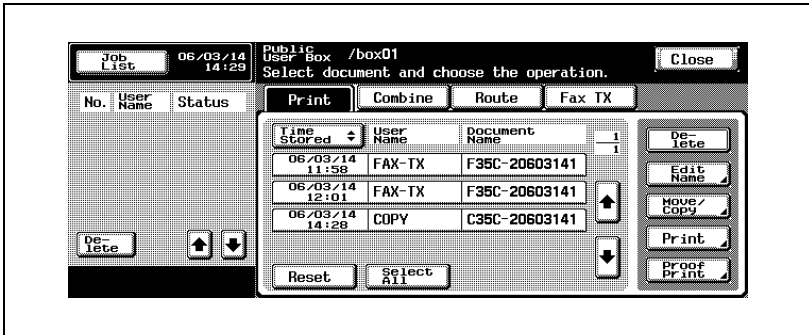 Job List
06/03/14 14:29
Public User Box /box01
Select document and choose the operation.
Close
No. User Name Status
Delete
Print Combine Route Fax TX
Time Stored User Name Document Name 1/1
06/03/14 11:58 FAX-TX F35C-20603141
06/03/14 12:01 FAX-TX F35C-20603141
06/03/14 14:28 COPY C35C-20603141
Reset Select All
De-lete
Edit Name
Move/Copy
Print
Proof Print